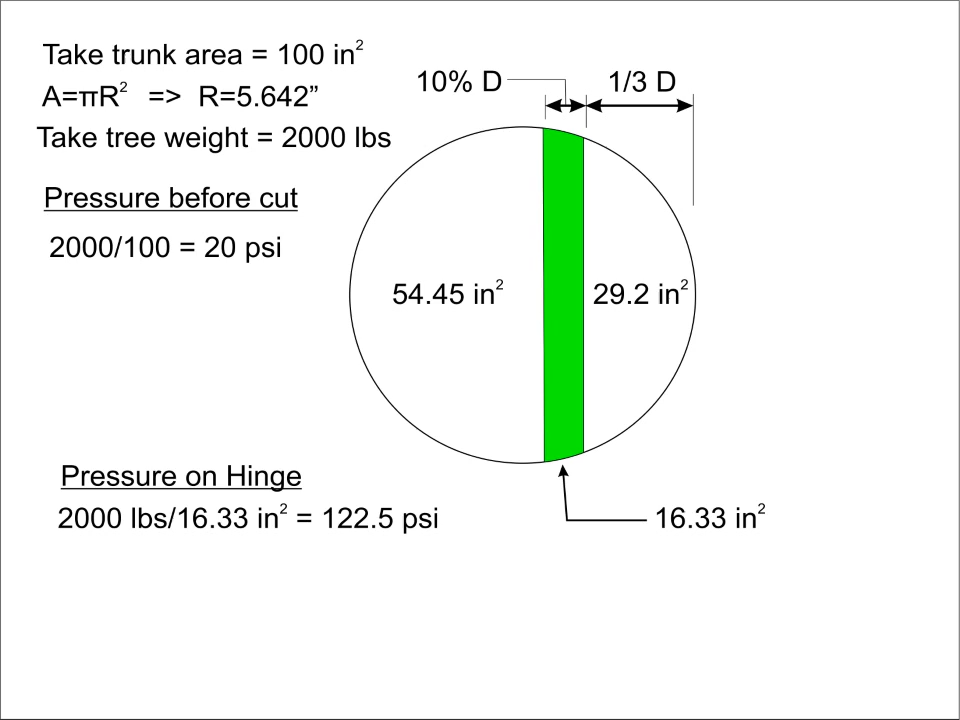 Take trunk area = 100 in²
A=πR² => R=5.642”
Take tree weight = 2000 lbs
10% D
1/3 D
Pressure before cut
2000/100 = 20 psi
54.45 in²
29.2 in²
Pressure on Hinge
2000 lbs/16.33 in² = 122.5 psi
16.33 in²